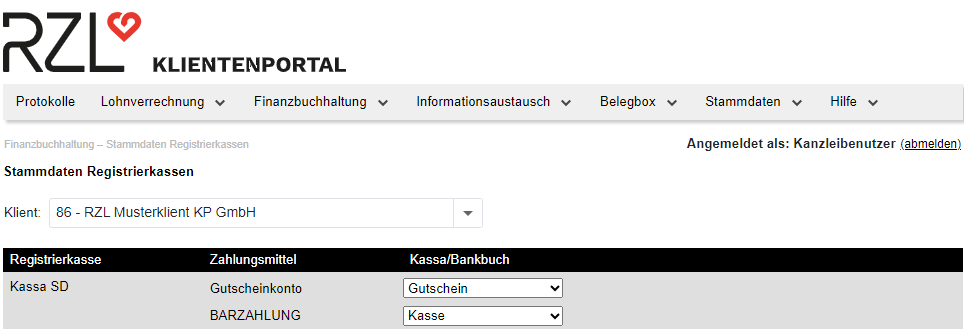 RZL
KLIENTENPORTAL
Protokolle Lohnverrechnung Finanzbuchhaltung Informationsaustausch Belegbox Stammdaten Hilfe
Finanzbuchhaltung – Stammdaten Registrierkassen Angemeldet als: Kanzleibenutzer (abmelden)
Stammdaten Registrierkassen
Klient: 86 - RZL Musterklient KP GmbH
Registrierkasse Zahlungsmittel Kassa/Bankbuch
Kassa SD Gutscheinkonto Gutschein
BARZAHLUNG Kasse